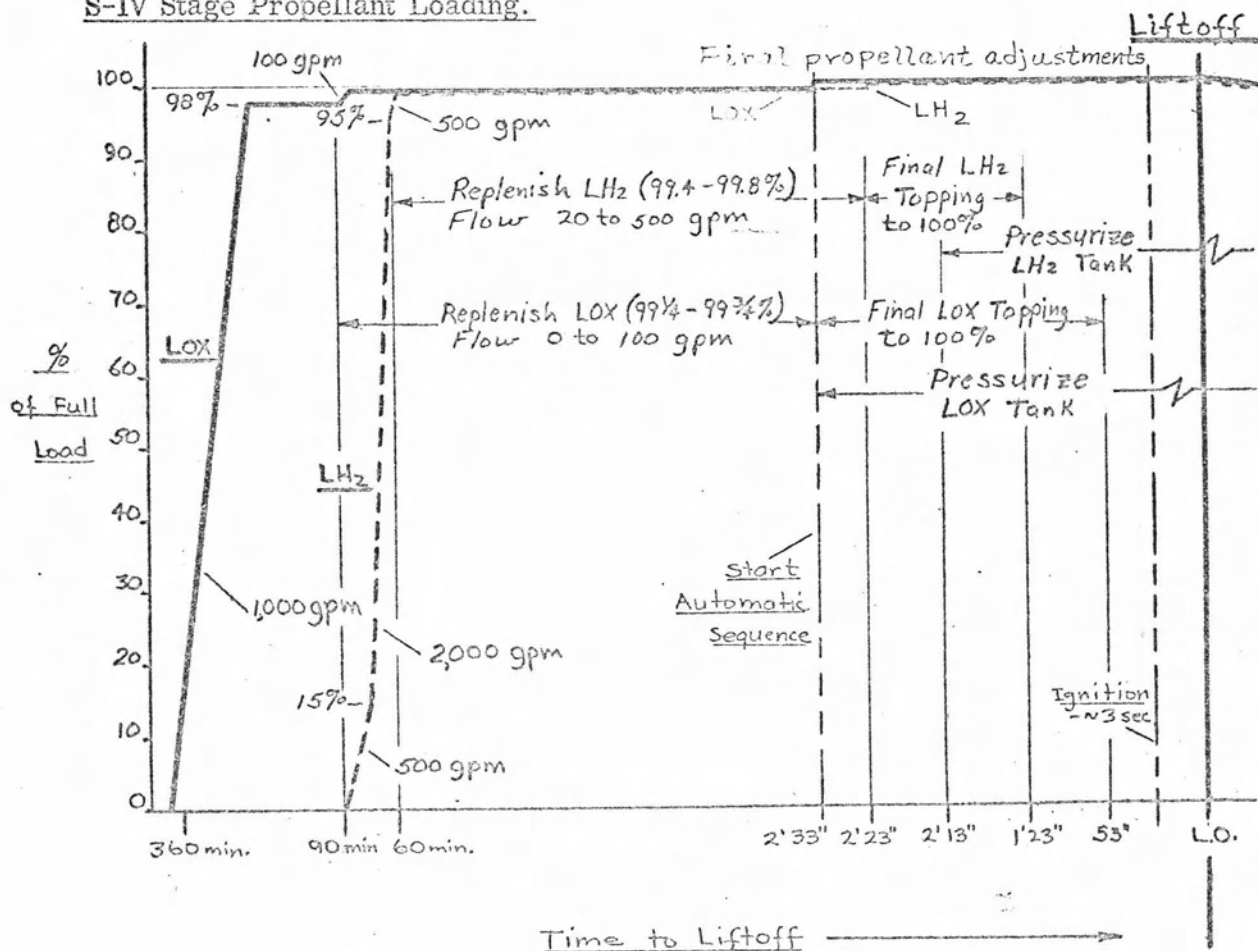 S-IV Stage Propellant Loading.
Liftoff
Final propellant adjustments
100 gpm
100
98%
95%
500 gpm
LOX
LH2
90
Replenish LH2 (99.4-99.8%)
Flow 20 to 500 gpm
Final LH2
Topping
to 100%
80
Pressurize
LH2 Tank
70
Replenish LOX (99¼-99¾%)
Flow 0 to 100 gpm
Final LOX Topping
to 100%
LOX
%
of Full
Load
60
Pressurize
LOX Tank
50
LH2
40
30
1,000 gpm
Start
Automatic
Sequence
20
2,000 gpm
15%
Ignition
-~3 sec
10
500 gpm
0
360 min.
90 min
60 min.
2'33"
2'23"
2'13"
1'23"
53"
L.O.
Time to Liftoff